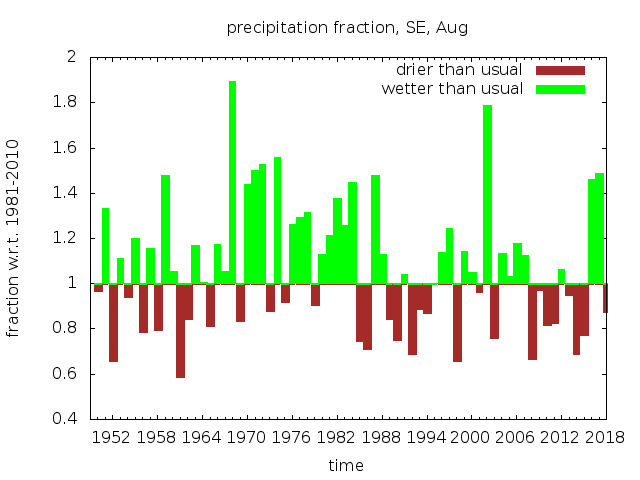 precipitation fraction, SE, Aug
drier than usual
wetter than usual
fraction w.r.t. 1981-2010
2
1.8
1.6
1.4
1.2
1
0.8
0.6
0.4
1952 1958 1964 1970 1976 1982 1988 1994 2000 2006 2012 2018
time